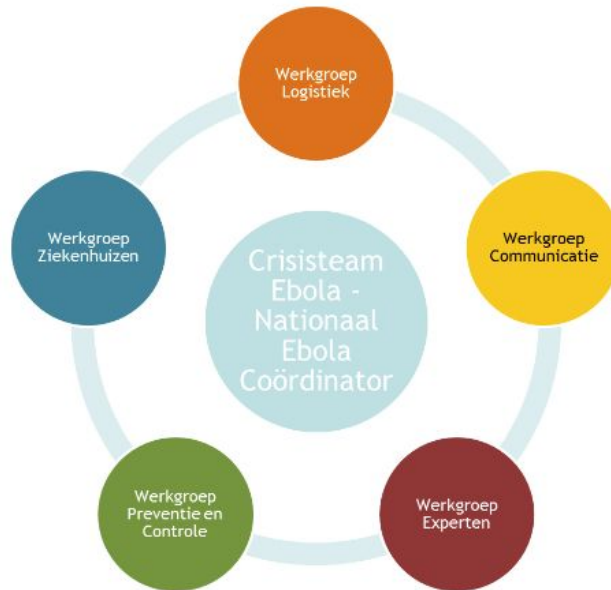 Werkgroep
Logistiek
Werkgroep
Ziekenhuizen
Werkgroep
Communicatie
Crisisteam
Ebola -
Nationaal
Ebola
Coördinator
Werkgroep
Preventie en
Controle
Werkgroep
Experten